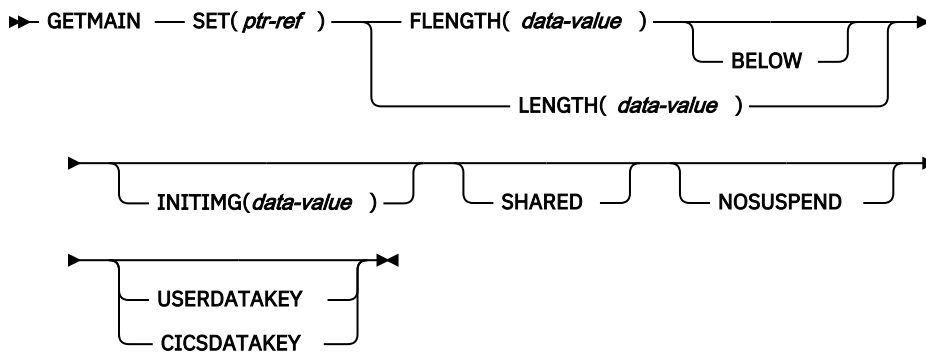 GETMAIN SET( ptr-ref ) FLENGTH( data-value )
BELOW
LENGTH( data-value )
INITIMG(data-value ) SHARED NOSUSPEND
USERDATAKEY
CICSDATAKEY